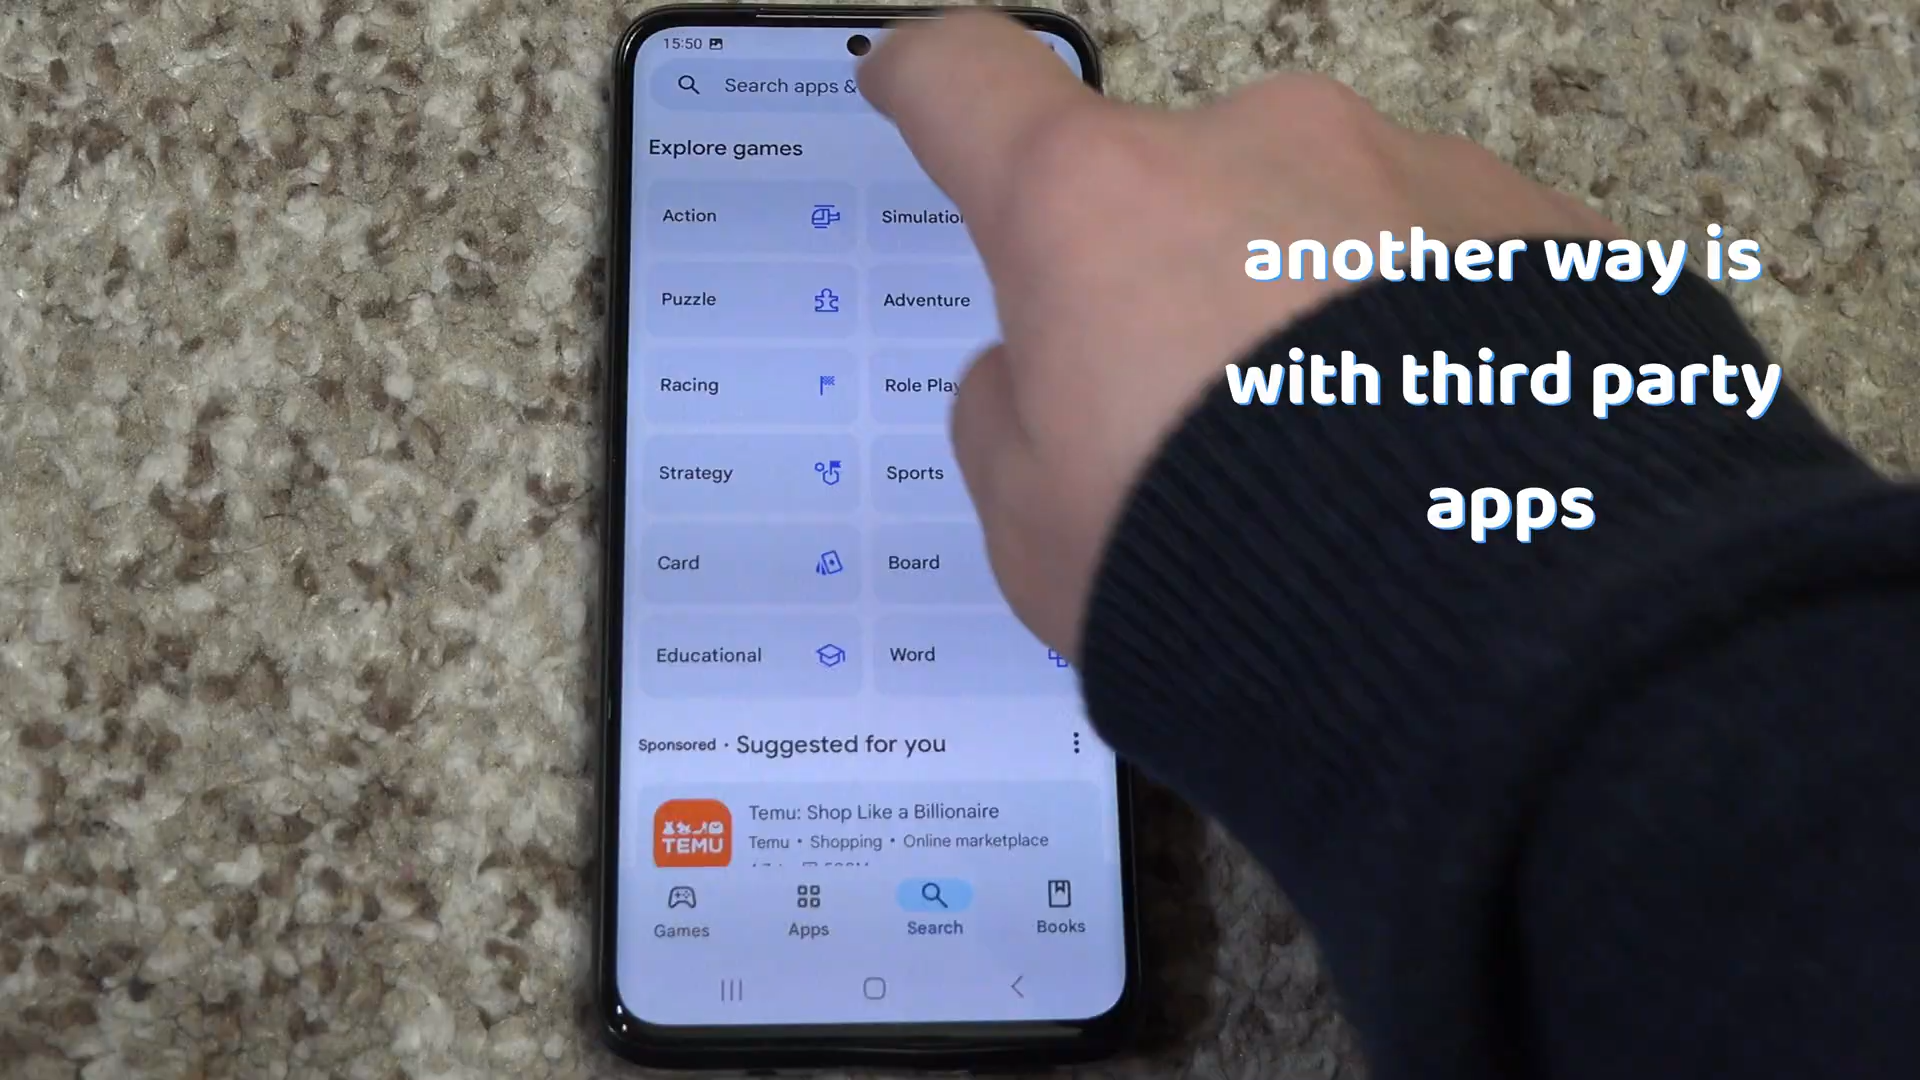 15:50
Search apps &
Explore games
Action
Puzzle
Adventure
Racing
Role Play
Strategy
Sports
Card
Board
Educational
Word
Sponsored • Suggested for you
Temu: Shop Like a Billionaire
TEMU
Temu • Shopping • Online marketplace
Games
Apps
Search
Books
another way is
with third party
apps